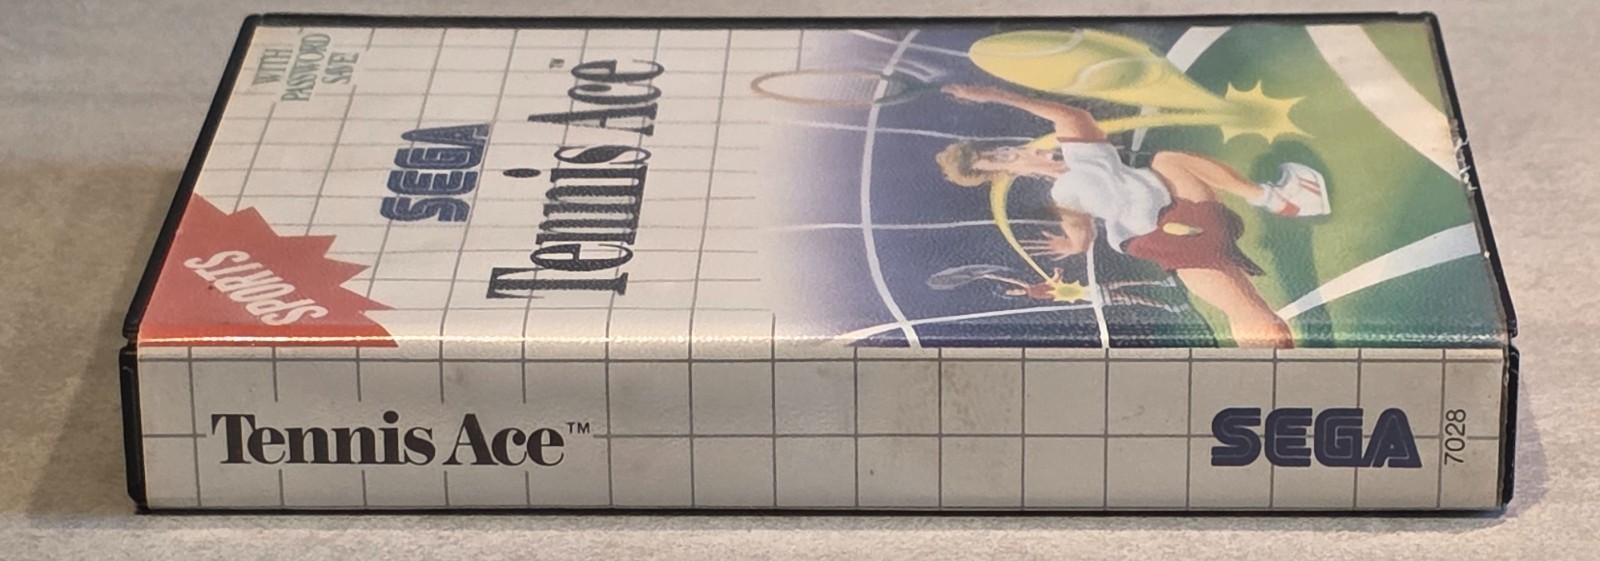 WITH
PASSWORD
SAVE!
SEGA
Tennis Ace™
SPORTS
Tennis Ace™
SEGA
7028